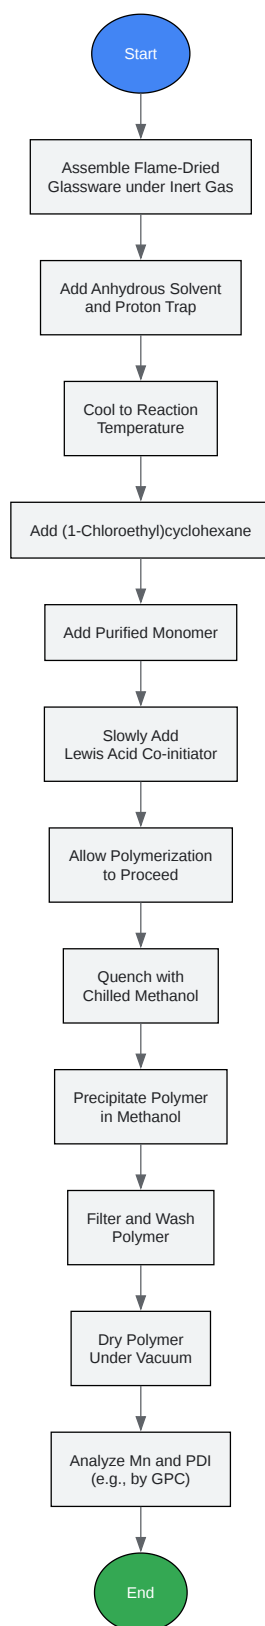 Start
Assemble Flame-Dried
Glassware under Inert Gas
Add Anhydrous Solvent
and Proton Trap
Cool to Reaction
Temperature
Add (1-Chloroethyl)cyclohexane
Add Purified Monomer
Slowly Add
Lewis Acid Co-initiator
Allow Polymerization
to Proceed
Quench with
Chilled Methanol
Precipitate Polymer
in Methanol
Filter and Wash
Polymer
Dry Polymer
Under Vacuum
Analyze Mn and PDI
(e.g., by GPC)
End